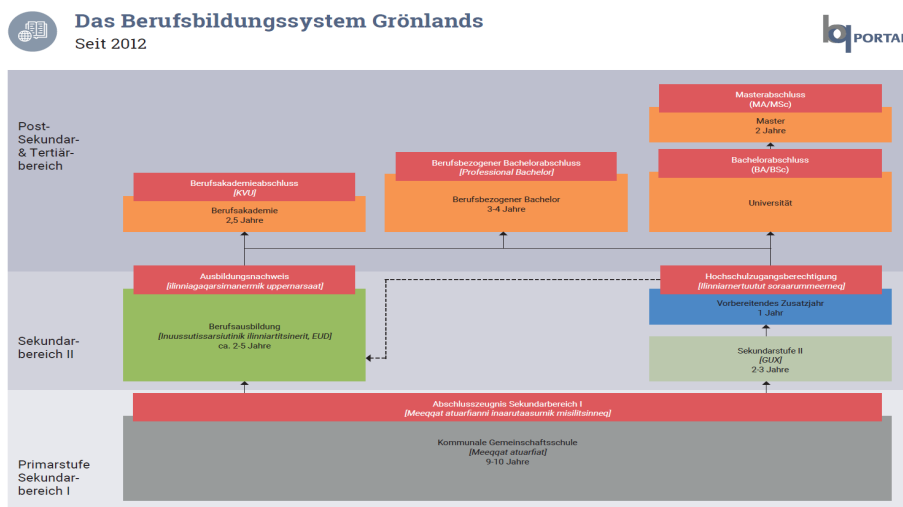 Das Berufsbildungssystem Grönlands
Seit 2012
bq PORTAL
Post-
Sekundar-
& Tertiär-
bereich
Masterabschluss
(MA/MSc)
Master
2 Jahre
Bachelorabschluss
(BA/BSc)
Universität
Berufsbezogener Bachelorabschluss
[Professional Bachelor]
Berufsbezogener Bachelor
3-4 Jahre
Berufsakademieabschluss
[KVU]
Berufsakademie
2,5 Jahre
Sekundar-
bereich II
Ausbildungsnachweis
[ilinniagaqarsimanermik uppernarsaat]
Berufsausbildung
[Inuussutissarsiutinik ilinniartitsinerit, EUD]
ca. 2-5 Jahre
Hochschulzugangsberechtigung
[Ilinniarnertuutut soraarummeerneq]
Vorbereitendes Zusatzjahr
1 Jahr
Sekundarstufe II
[GUX]
2-3 Jahre
Abschlusszeugnis Sekundarbereich I
[Meeqqat atuarfianni inaarutaasumik misilitsinneq]
Primarstufe
Sekundar-
bereich I
Kommunale Gemeinschaftsschule
[Meeqqat atuarfiat]
9-10 Jahre